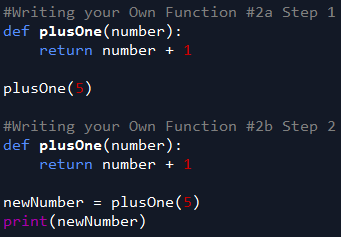 #Writing your Own Function #2a Step 1
def plusOne(number):
    return number + 1

plusOne(5)

#Writing your Own Function #2b Step 2
def plusOne(number):
    return number + 1

newNumber = plusOne(5)
print(newNumber)